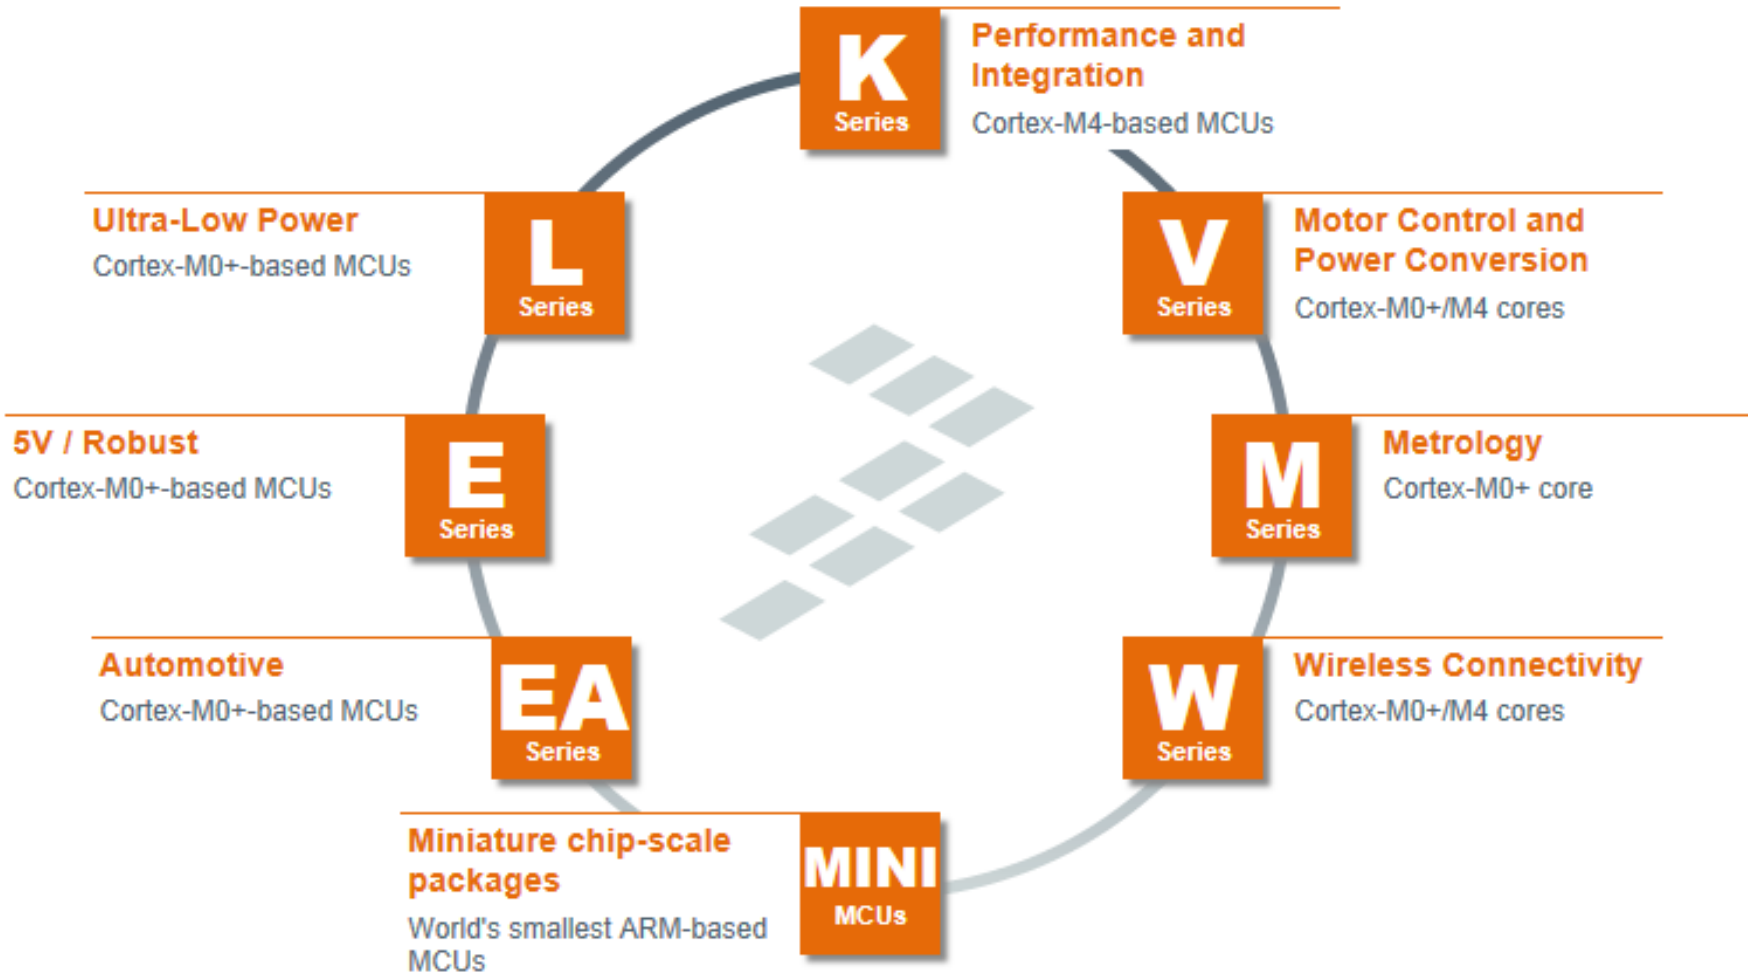 K
Series
Performance and
Integration
Cortex-M4-based MCUs
Ultra-Low Power
Cortex-M0+-based MCUs
L
Series
V
Series
Motor Control and
Power Conversion
Cortex-M0+/M4 cores
5V / Robust
Cortex-M0+-based MCUs
E
Series
M
Series
Metrology
Cortex-M0+ core
Automotive
Cortex-M0+-based MCUs
EA
Series
W
Series
Wireless Connectivity
Cortex-M0+/M4 cores
Miniature chip-scale
packages
World's smallest ARM-based
MCUs
MINI
MCUs